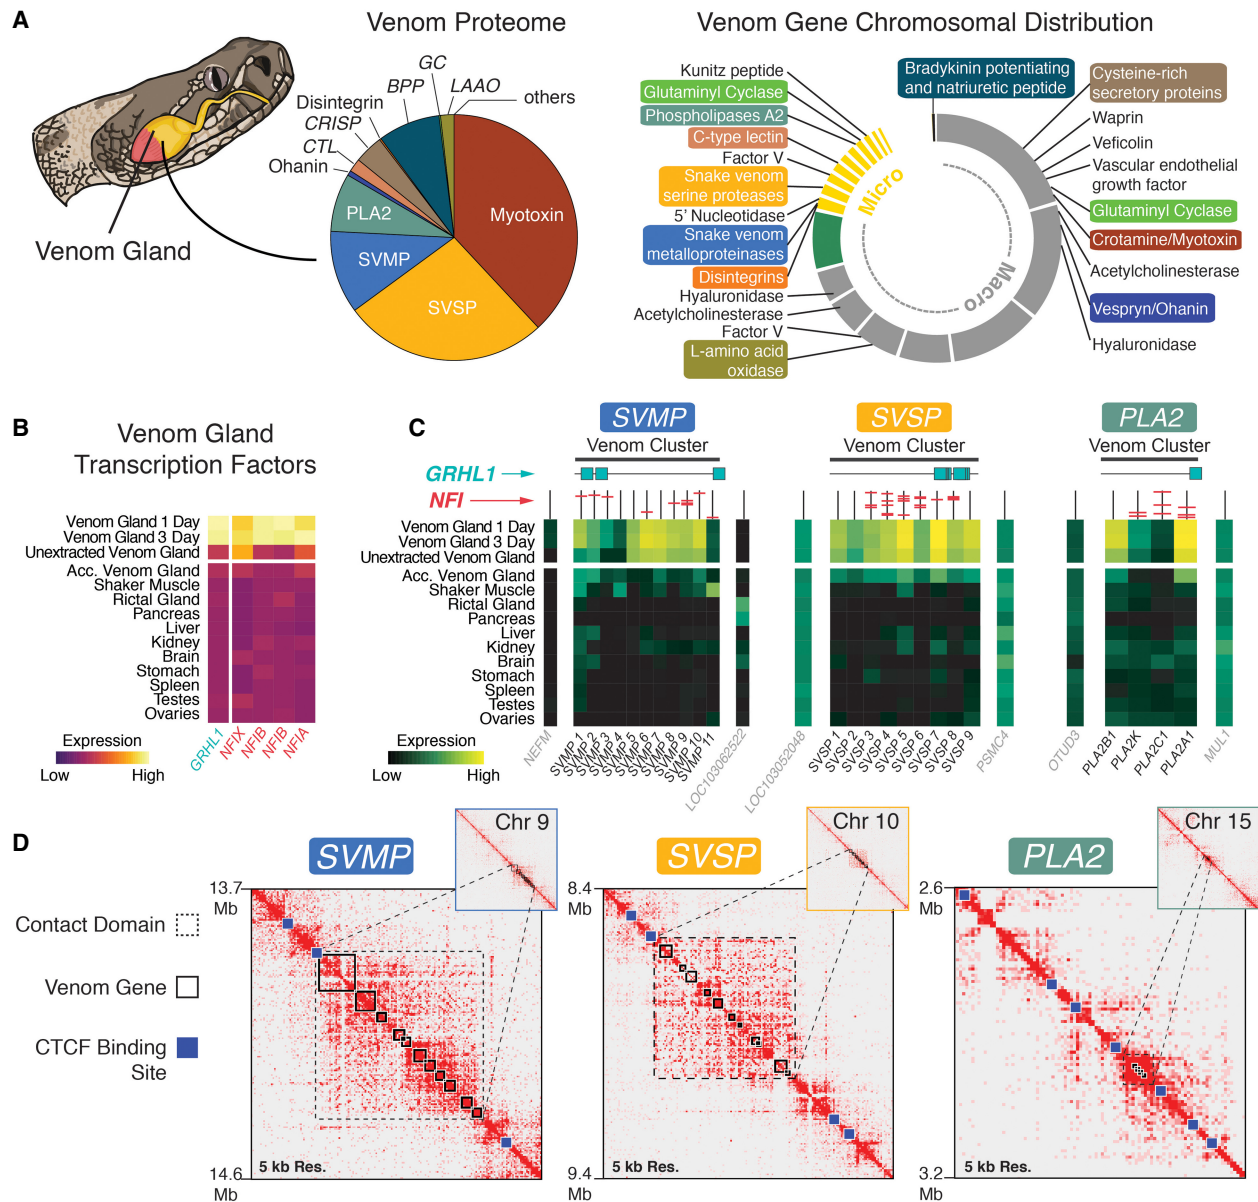 A
Venom Proteome
Venom Gene Chromosomal Distribution
Venom Gland
GC
BPP
LAAO
others
Disintegrin
CRISP
CTL
Ohanin
PLA2
SVMP
SVSP
Myotoxin
Kunitz peptide
Glutaminyl Cyclase
Phospholipases A2
C-type lectin
Factor V
Snake venom
serine proteases
5' Nucleotidase
Snake venom
metalloproteinases
Disintegrins
Hyaluronidase
Acetylcholinesterase
Factor V
L-amino acid
oxidase
Micro
Macro
Bradykinin potentiating
and natriuretic peptide
Cysteine-rich
secretory proteins
Waprin
Veficolin
Vascular endothelial
growth factor
Glutaminyl Cyclase
Crotamine/Myotoxin
Acetylcholinesterase
Vespryn/Ohanin
Hyaluronidase
B
Venom Gland
Transcription Factors
Venom Gland 1 Day
Venom Gland 3 Day
Unextracted Venom Gland
Acc. Venom Gland
Shaker Muscle
Rictal Gland
Pancreas
Liver
Kidney
Brain
Stomach
Spleen
Testes
Ovaries
Expression
Low
High
GRHL1
NFIX
NFIB
NFIB
NFIA
C
SVMP
Venom Cluster
SVSP
Venom Cluster
PLA2
Venom Cluster
GRHL1
NFI
Venom Gland 1 Day
Venom Gland 3 Day
Unextracted Venom Gland
Acc. Venom Gland
Shaker Muscle
Rictal Gland
Pancreas
Liver
Kidney
Brain
Stomach
Spleen
Testes
Ovaries
Expression
Low
High
NEFM
SVMP 1
SVMP 2
SVMP 3
SVMP 4
SVMP 5
SVMP 6
SVMP 7
SVMP 8
SVMP 9
SVMP 10
SVMP 11
LOC103062522
LOC103052048
SVSP 1
SVSP 2
SVSP 3
SVSP 4
SVSP 5
SVSP 6
SVSP 7
SVSP 8
SVSP 9
PSMC4
OTUD3
PLA2B1
PLA2K
PLA2C1
PLA2A1
MUL1
D
Contact Domain
Venom Gene
CTCF Binding
Site
SVMP
Chr 9
13.7
Mb
5 kb Res.
14.6
Mb
SVSP
Chr 10
8.4
Mb
5 kb Res.
9.4
Mb
PLA2
Chr 15
2.6
Mb
5 kb Res.
3.2
Mb